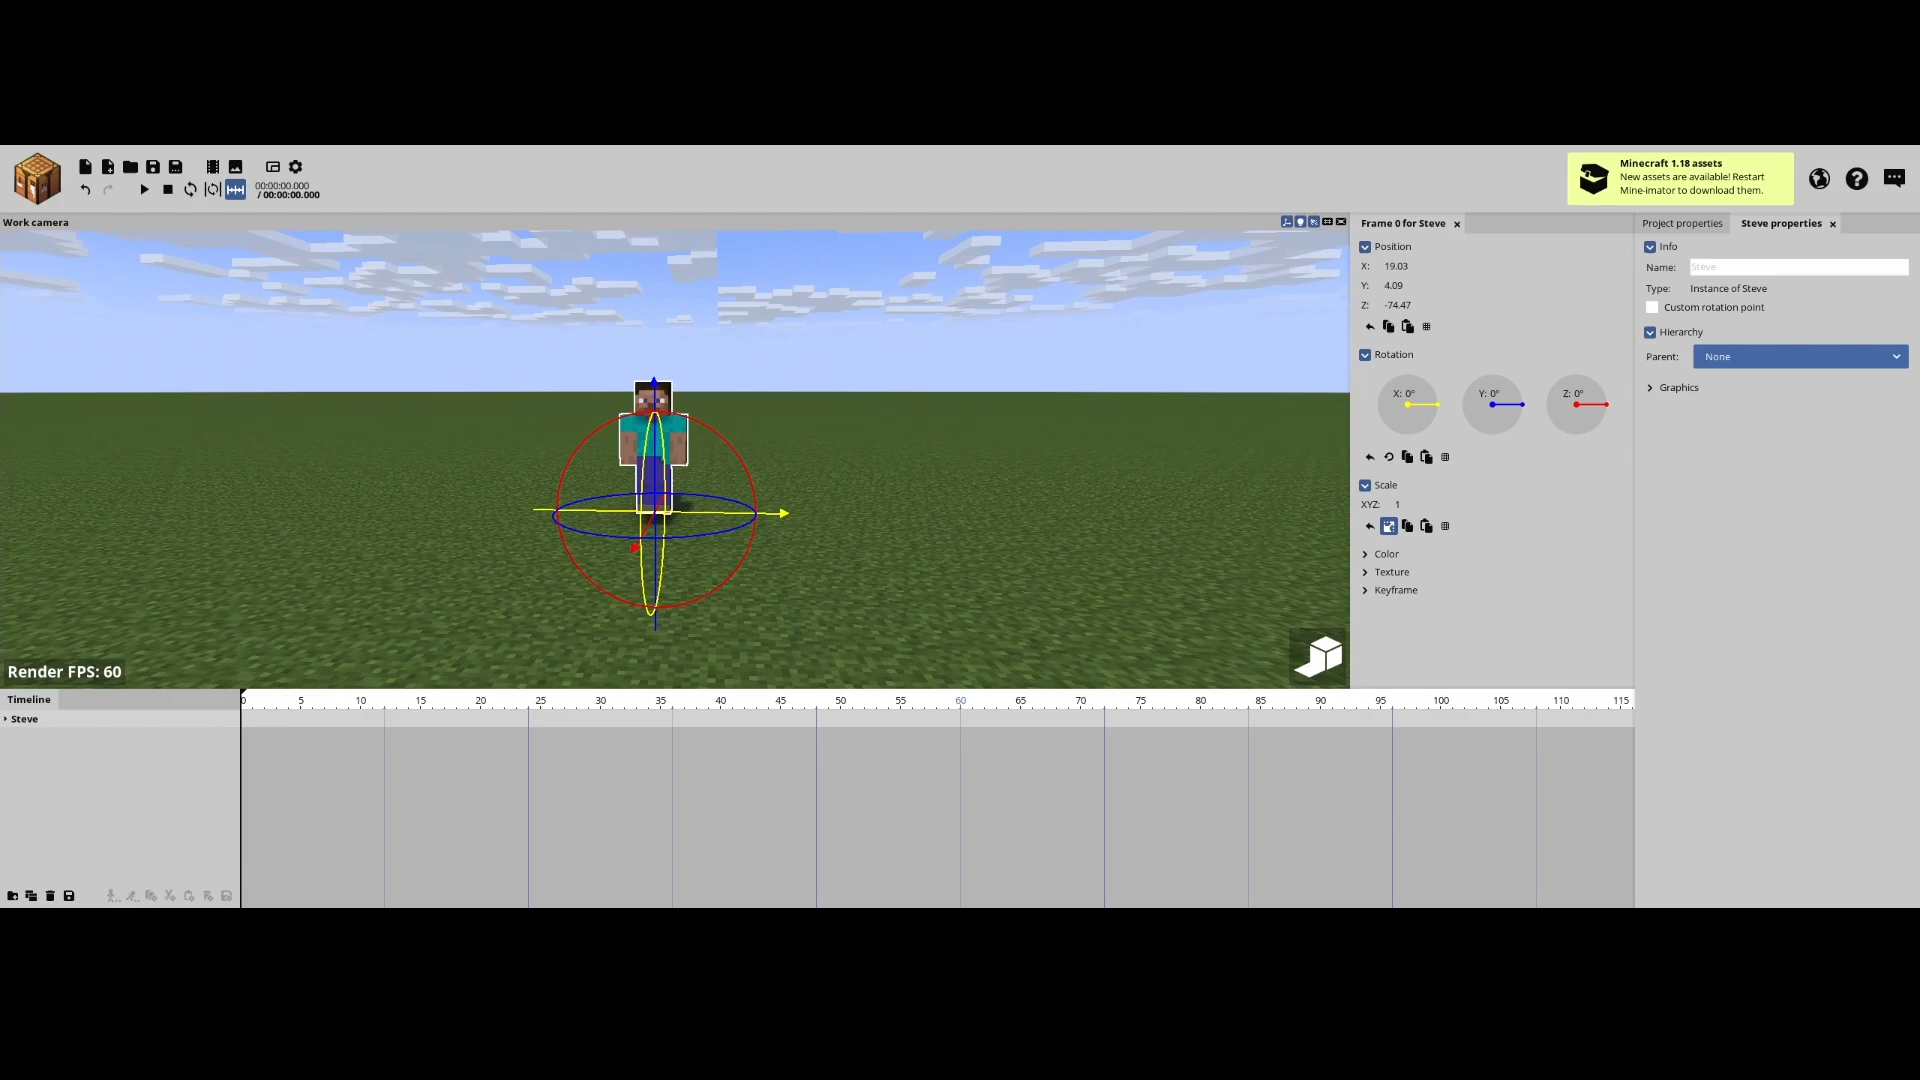 Minecraft 1.18 assets
New assets are available! Restart
Mine-imator to download them.
00:00:00.000
/ 00:00:00.000
Work camera
Frame 0 for Steve
Project properties
Steve properties
Position
X: 19.03
Y: 4.09
Z: -74.47
Rotation
X: 0° Y: 0° Z: 0°
Scale
XYZ: 1
Color
Texture
Keyframe
Info
Name: Steve
Type: Instance of Steve
Custom rotation point
Hierarchy
Parent: None
Graphics
Render FPS: 60
Timeline
0 5 10 15 20 25 30 35 40 45 50 55 60 65 70 75 80 85 90 95 100 105 110 115
Steve